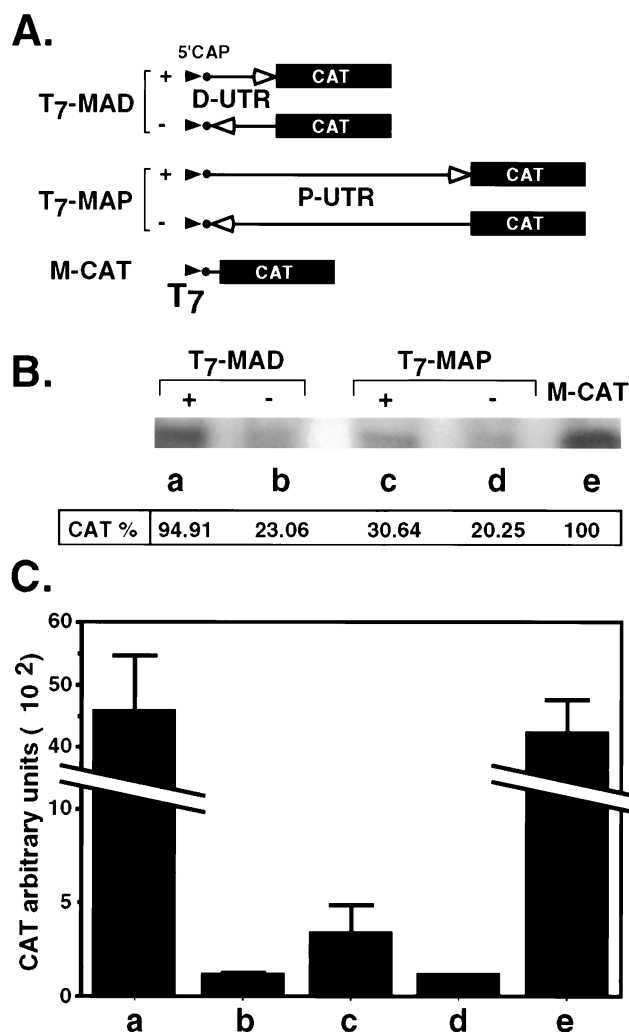 A.
5'CAP
T7-MAD
+ CAT
D-UTR
- CAT
T7-MAP
+ CAT
P-UTR
- CAT
M-CAT CAT
T7
B.
T7-MAD T7-MAP M-CAT
+ - + -
a b c d e
CAT % 94.91 23.06 30.64 20.25 100
C.
CAT arbitrary units ( 10 2)
60
50
40
10
5
0
a b c d e